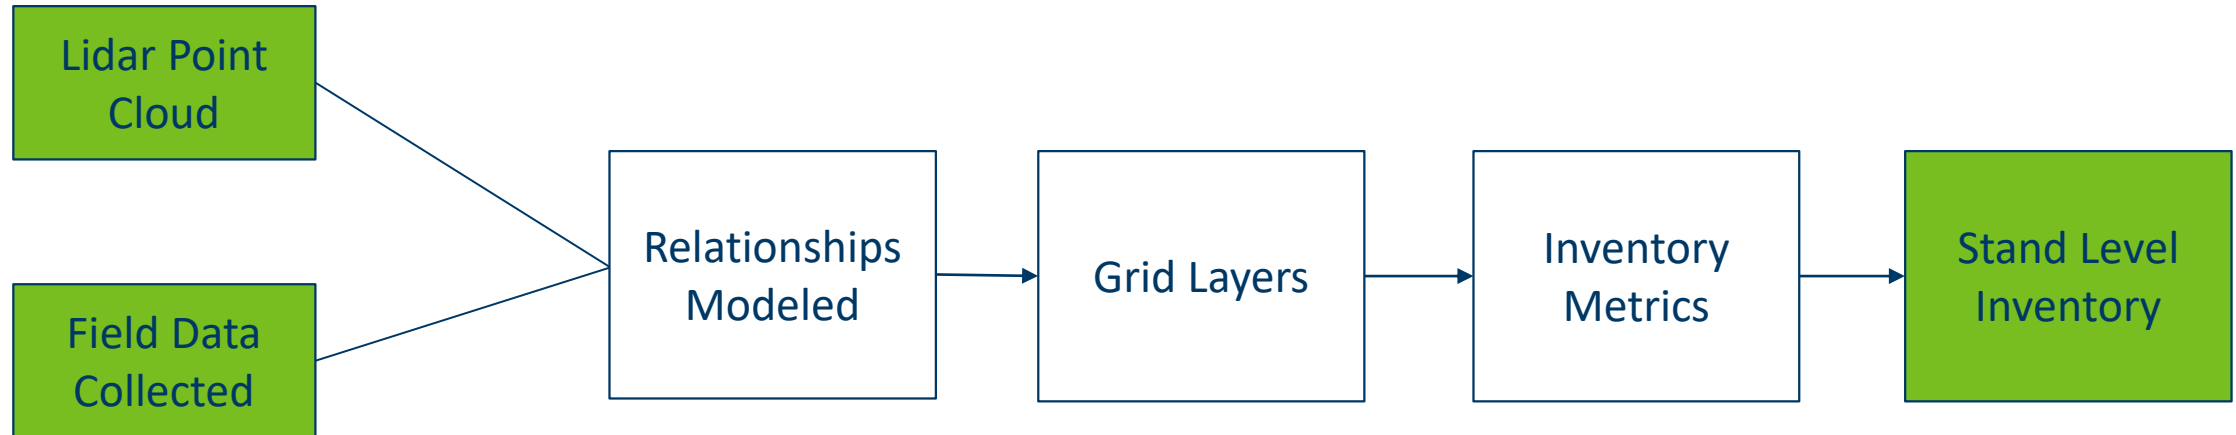 Lidar Point
Cloud
Field Data
Collected
Relationships
Modeled
Grid Layers
Inventory
Metrics
Stand Level
Inventory